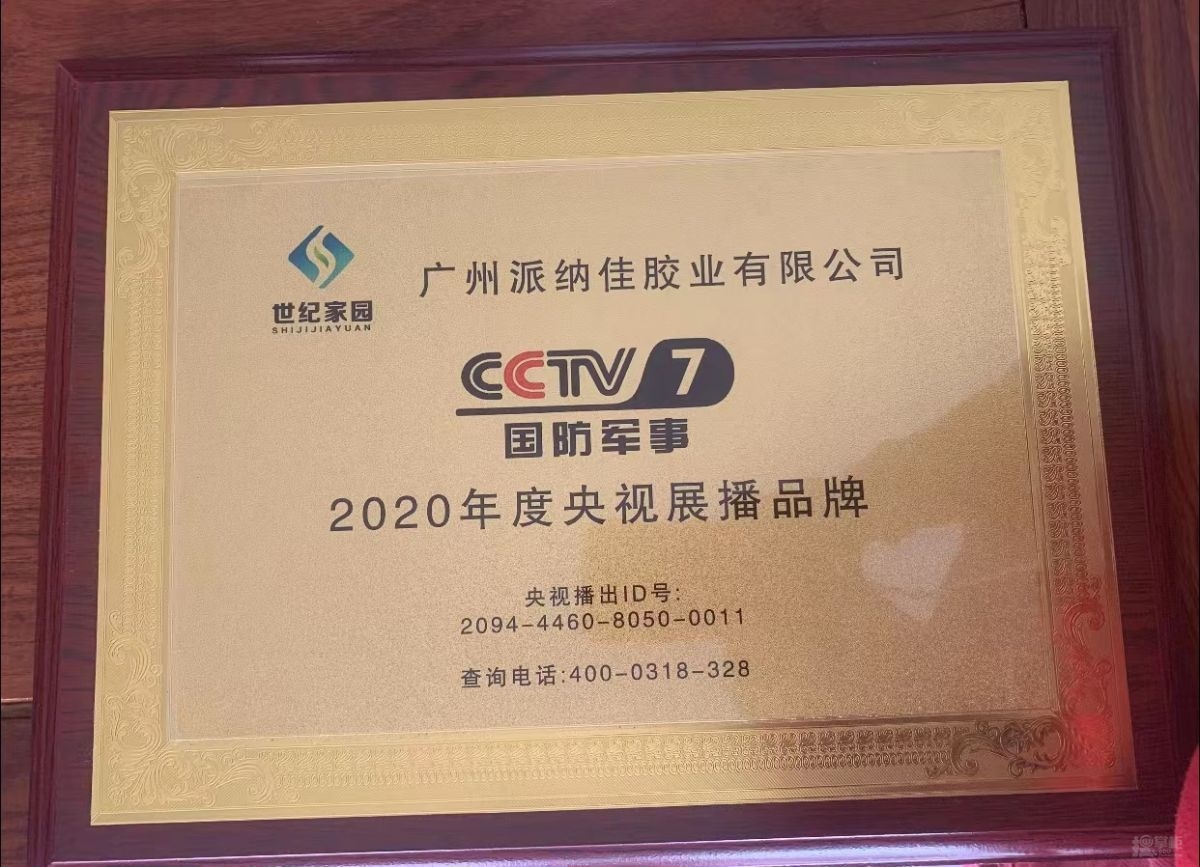 世纪家园
SHIJIJIAYUAN
广州派纳佳胶业有限公司
CCTV 7
国防军事
2020年度央视展播品牌
央视播出ID号:
2094-4460-8050-0011
查询电话:400-0318-328